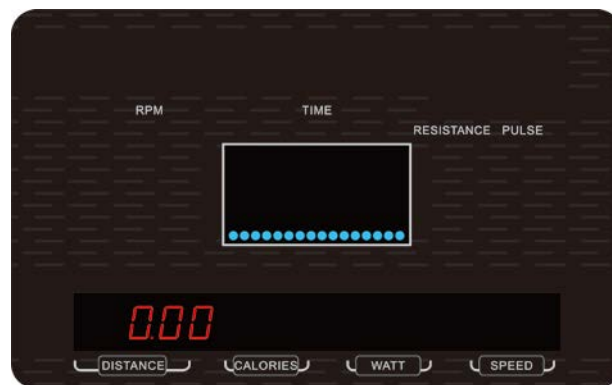 RPM TIME
RESISTANCE PULSE
0.00
DISTANCE CALORIES WATT SPEED